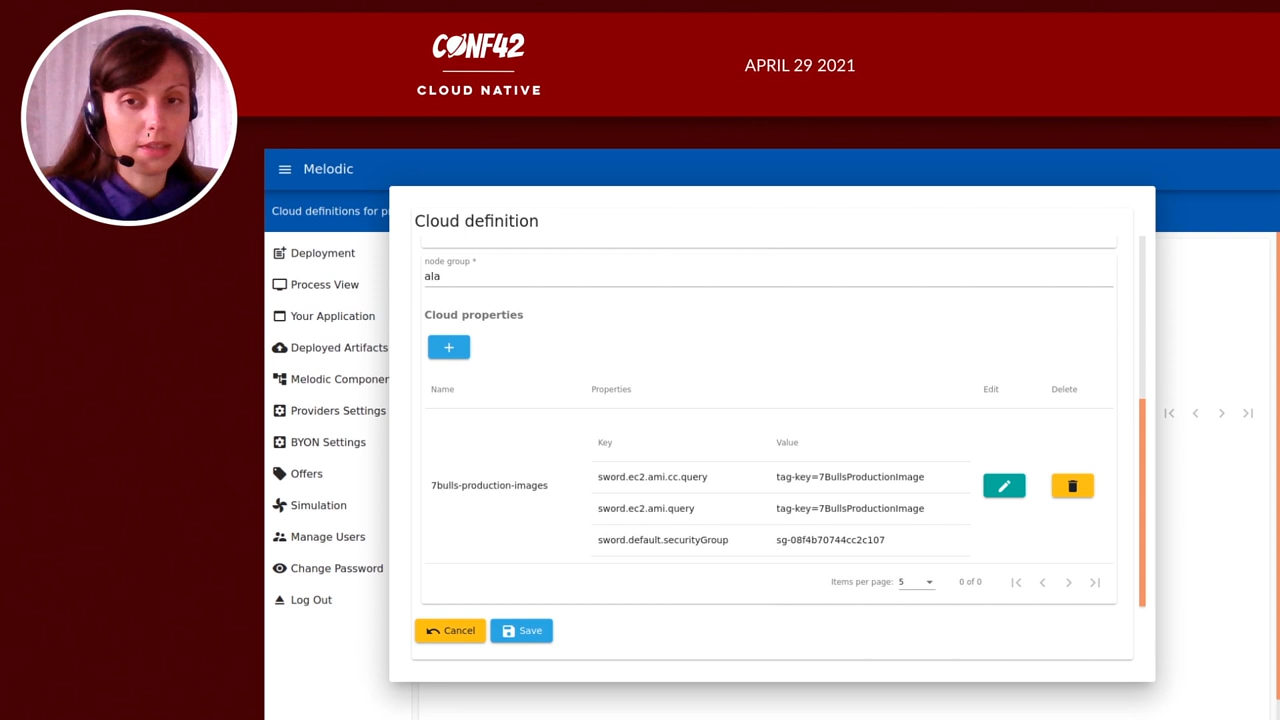 CONF42
CLOUD NATIVE
APRIL 29 2021
Melodic
Cloud definitions for p
Deployment
Process View
Your Application
Deployed Artifacts
Melodic Componen
Providers Settings
BYON Settings
Offers
Simulation
Manage Users
Change Password
Log Out
Cloud definition
node group *
ala
Cloud properties
+
Name Properties Edit Delete
Key Value
7bulls-production-images
sword.ec2.ami.cc.query tag-key=7BullsProductionImage
sword.ec2.ami.query tag-key=7BullsProductionImage
sword.default.securityGroup sg-08f4b70744cc2c107
Items per page: 5 0 of 0
Cancel Save